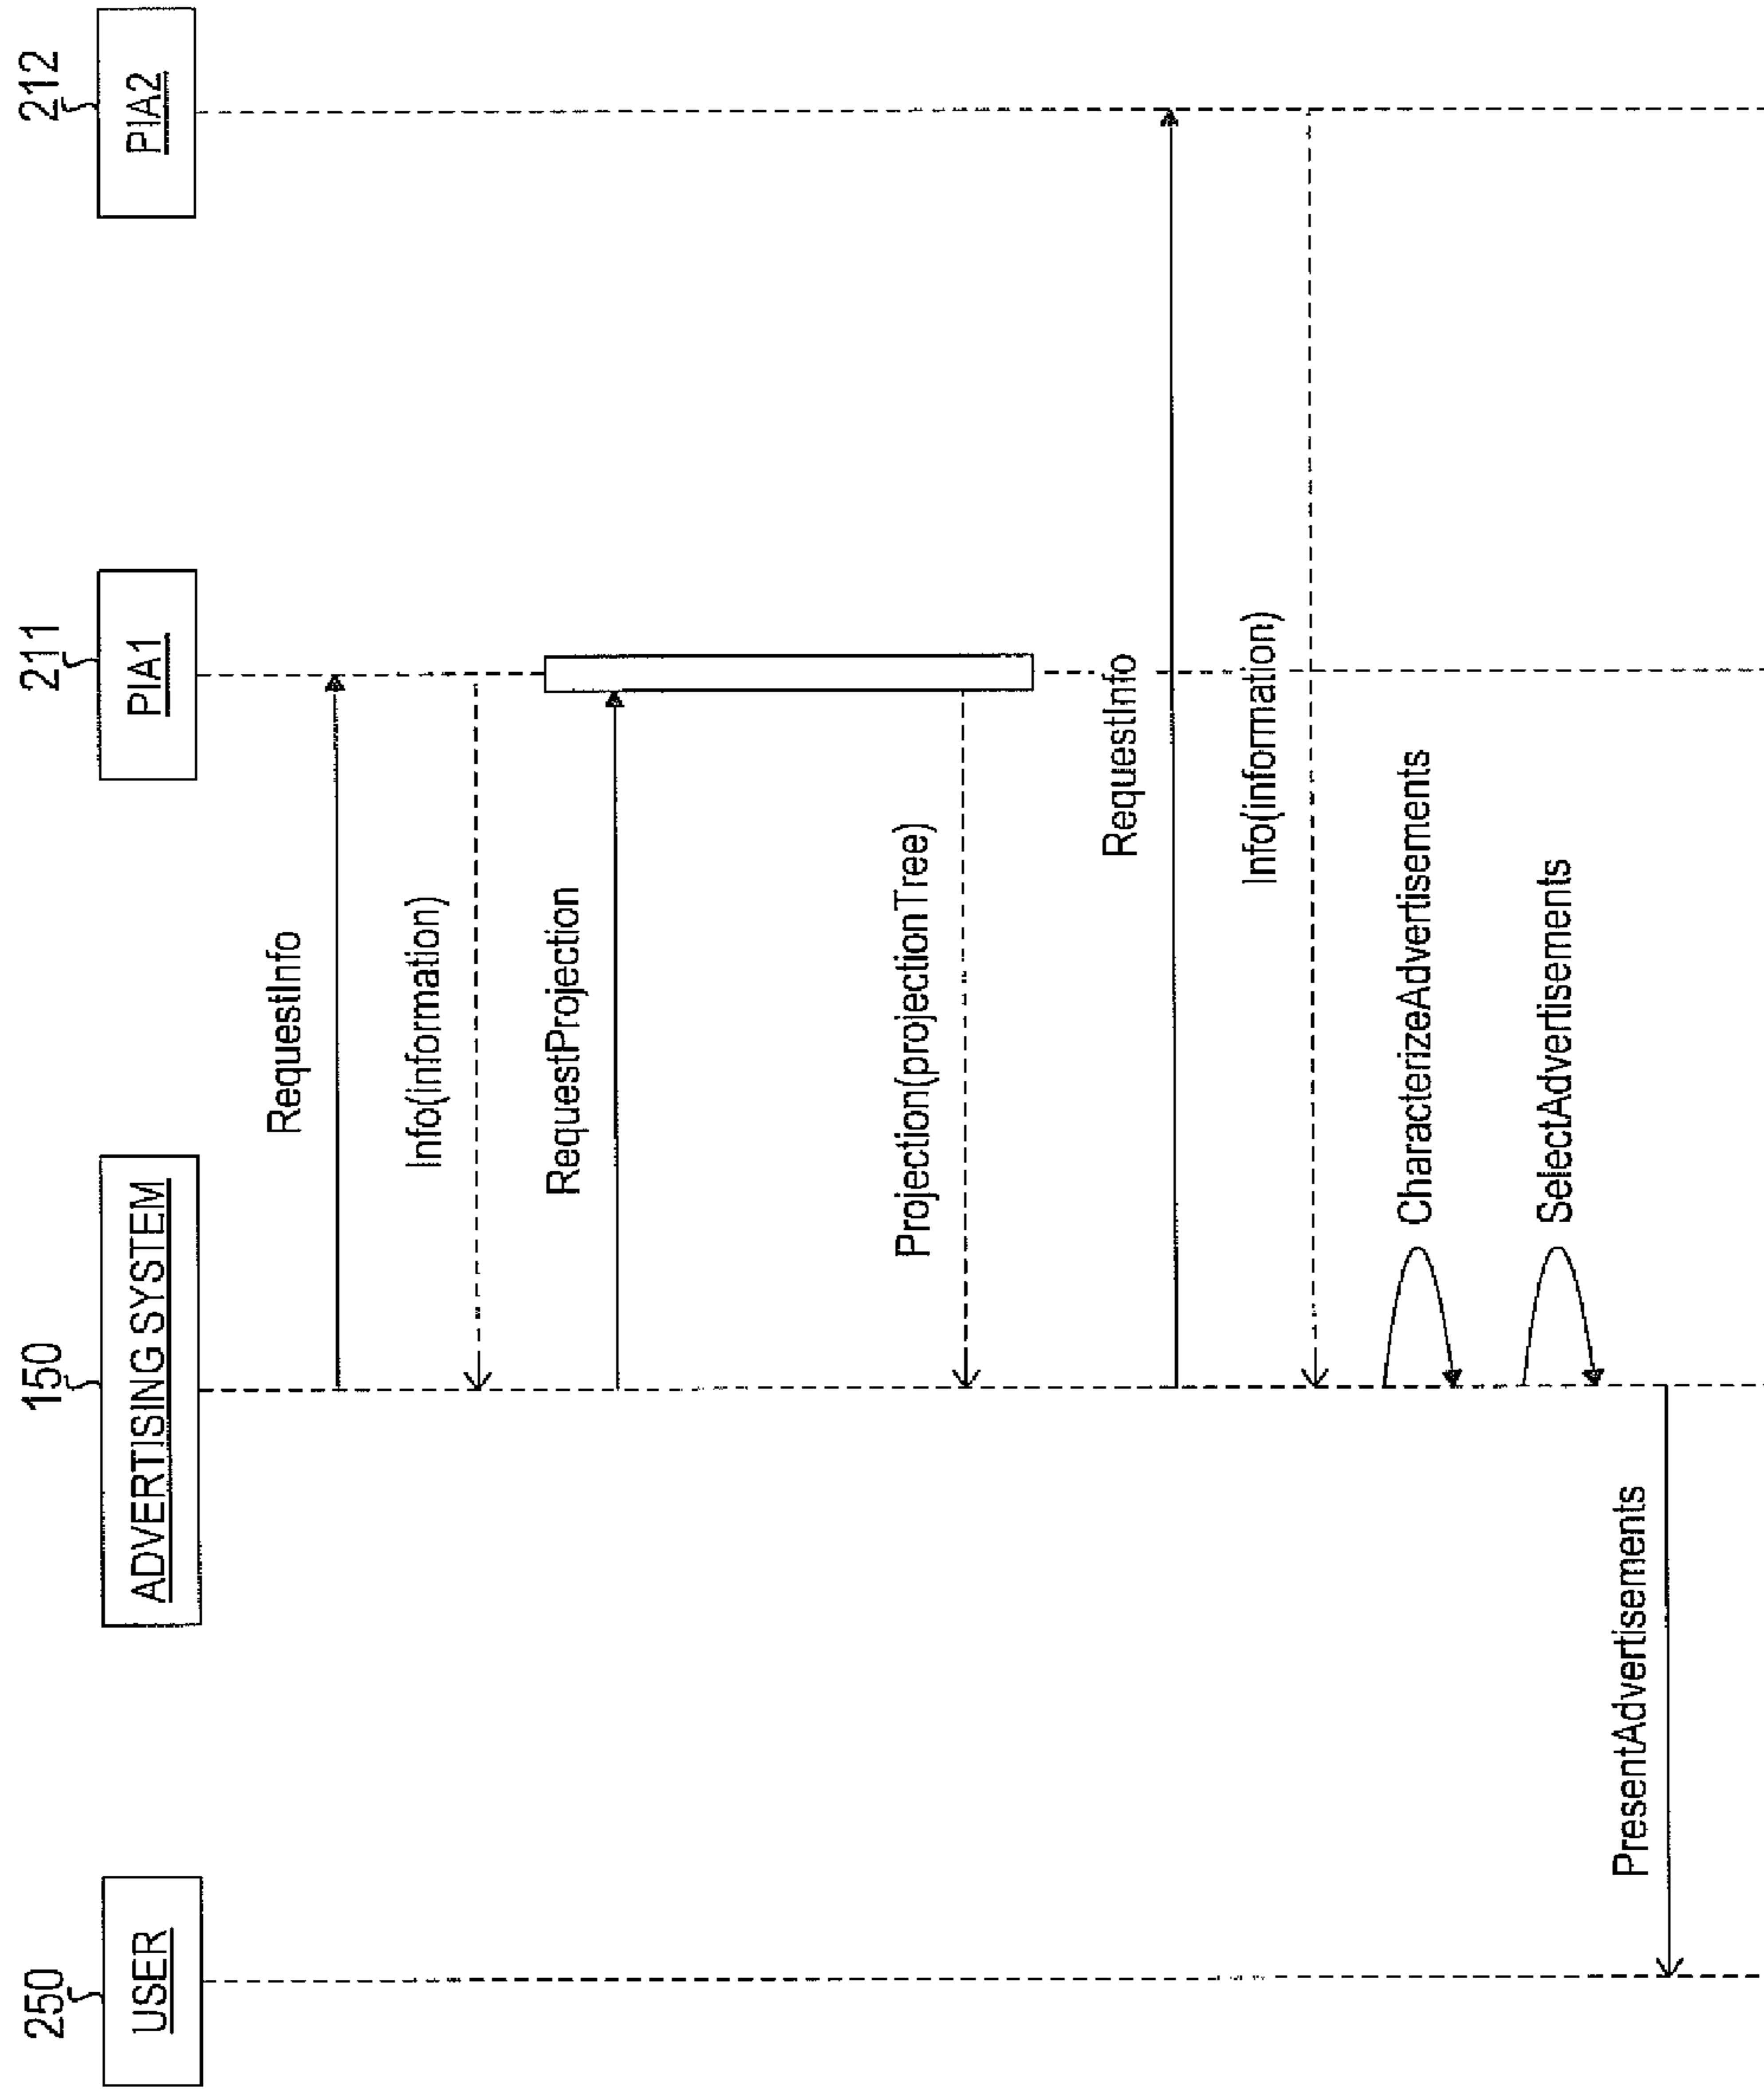 250
150
211
212
USER
ADVERTISING SYSTEM
PIA1
PIA2
RequestInfo
Info(information)
RequestProjection
Projection(projectionTree)
RequestInfo
Info(information)
CharacterizeAdvertisements
SelectAdvertisements
PresentAdvertisements